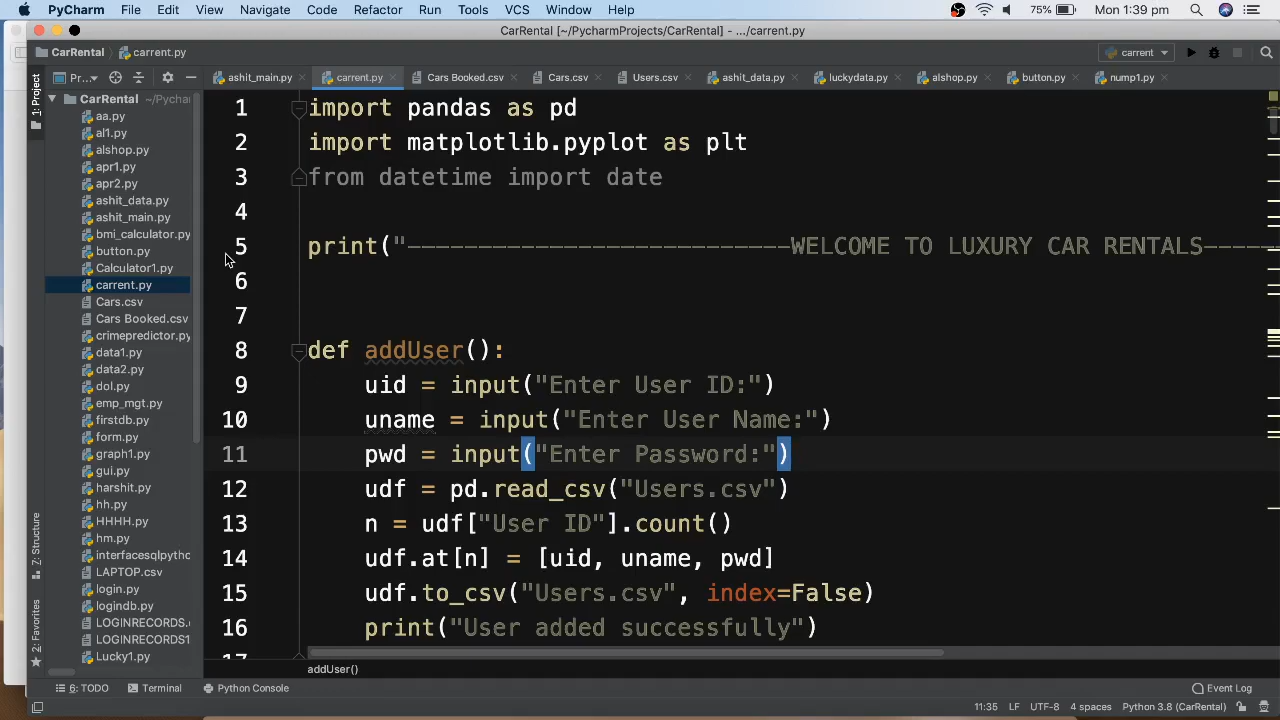 PyCharm File Edit View Navigate Code Refactor Run Tools VCS Window Help 75% Mon 1:39 pm
CarRental [~/PycharmProjects/CarRental] - .../carrent.py
CarRental carrent.py carrent
Pr... ashit_main.py carrent.py Cars Booked.csv Cars.csv Users.csv ashit_data.py luckydata.py alshop.py button.py nump1.py
1: Project
CarRental ~/Pycharm
aa.py
al1.py
alshop.py
apr1.py
apr2.py
ashit_data.py
ashit_main.py
bmi_calculator.py
button.py
Calculator1.py
carrent.py
Cars.csv
Cars Booked.csv
crimepredictor.py
data1.py
data2.py
dol.py
emp_mgt.py
firstdb.py
form.py
graph1.py
gui.py
harshit.py
hh.py
HHHH.py
hm.py
interfacesqlpytho
LAPTOP.csv
login.py
logindb.py
LOGINRECORDS.
LOGINRECORDS1
Lucky1.py
Z: Structure
2: Favorites
1 import pandas as pd
2 import matplotlib.pyplot as plt
3 from datetime import date
4
5 print("---------------------------WELCOME TO LUXURY CAR RENTALS-----
6
7
8 def addUser():
9 uid = input("Enter User ID:")
10 uname = input("Enter User Name:")
11 pwd = input("Enter Password:")
12 udf = pd.read_csv("Users.csv")
13 n = udf["User ID"].count()
14 udf.at[n] = [uid, uname, pwd]
15 udf.to_csv("Users.csv", index=False)
16 print("User added successfully")
17
addUser()
6: TODO Terminal Python Console Event Log
11:35 LF UTF-8 4 spaces Python 3.8 (CarRental)